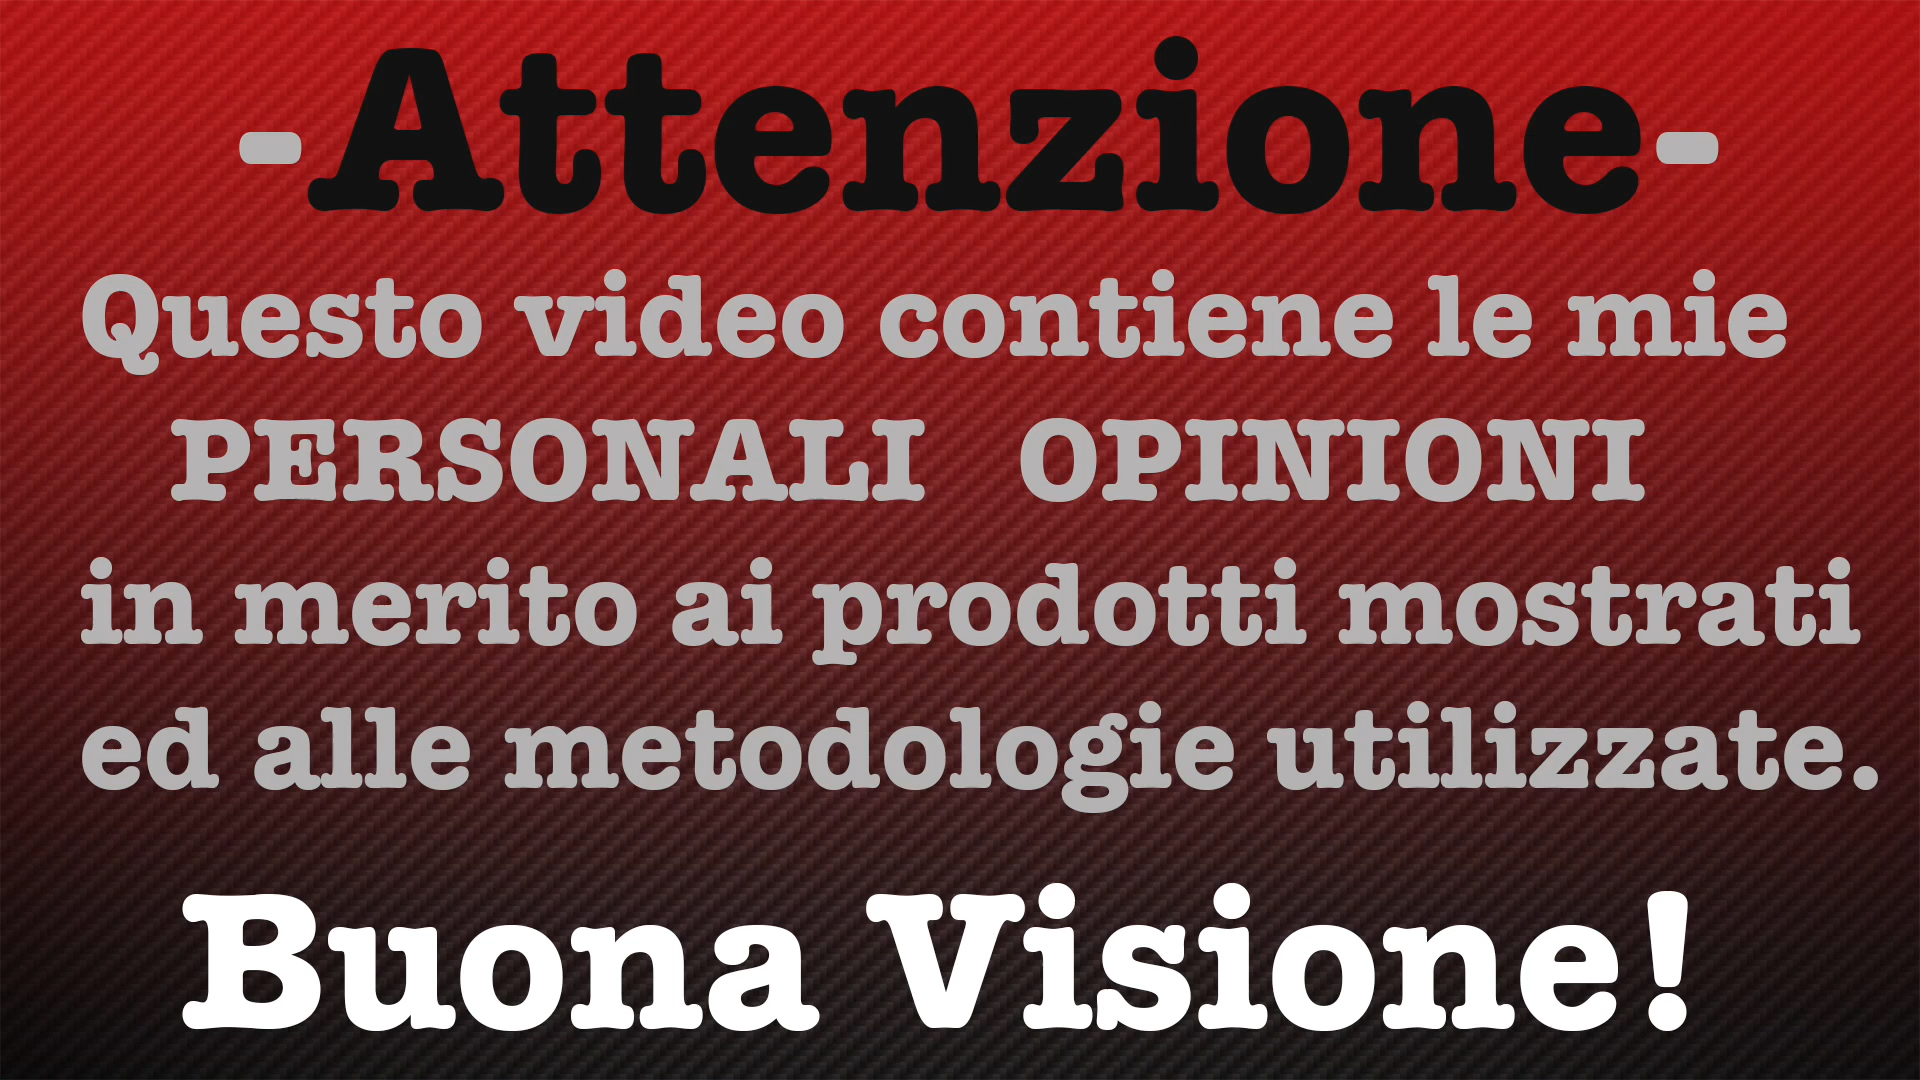 -Attenzione-
Questo video contiene le mie
PERSONALI OPINIONI
in merito ai prodotti mostrati
ed alle metodologie utilizzate.
Buona Visione!